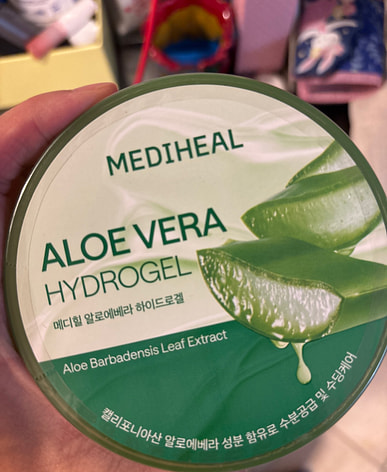 MEDIHEAL
ALOE VERA
HYDROGEL
메디힐 알로에베라 하이드로겔
Aloe Barbadensis Leaf Extract
캘리포니아산 알로에베라 성분 함유로 수분공급 및 수딩케어